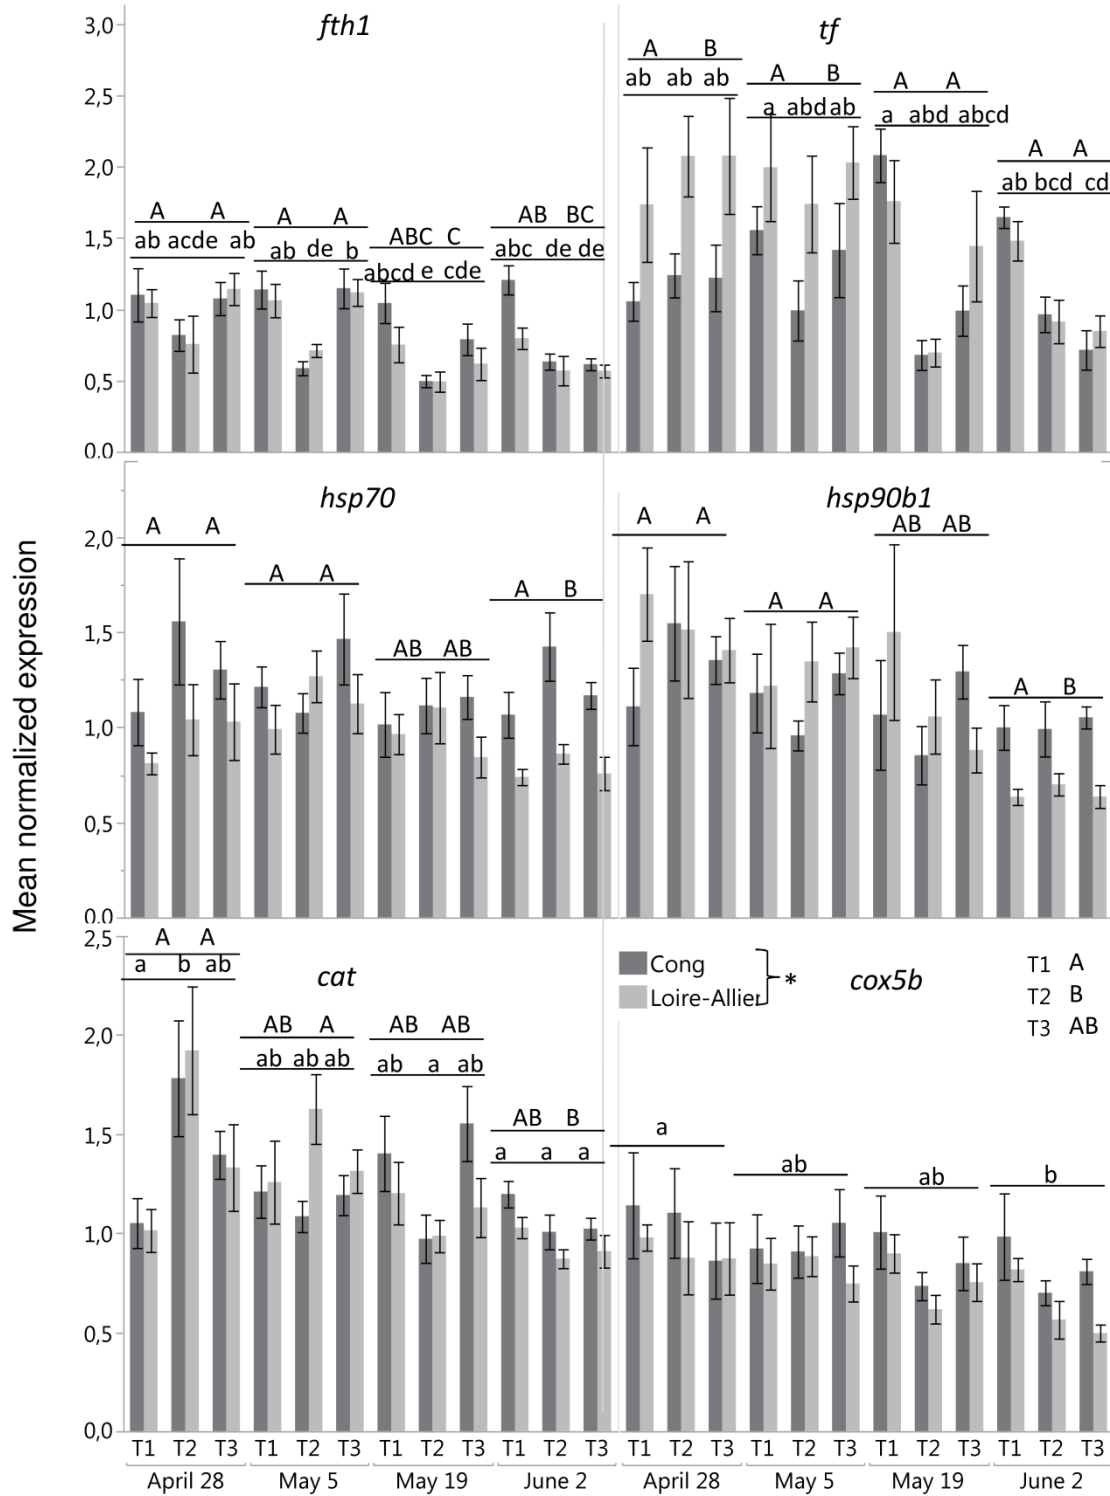 fth1
3,0
2,5
2,0
1,5
1,0
0,5
0,0
A A
ab acde ab
A A
ab de b
ABC C
abcd e cde
AB BC
abc de de
tf
A B
ab ab ab
A B
a abd ab
A A
a abd abcd
A A
ab bcd cd
Mean normalized expression
hsp70
2,0
1,5
1,0
0,5
0,0
A A
A A
AB AB
A B
hsp90b1
A A
A A
AB AB
A B
cat
2,5
2,0
1,5
1,0
0,5
0,0
A A
a b ab
AB A
ab ab ab
AB AB
ab a ab
AB B
a a a
Cong
Loire-Allier
*
cox5b
T1 A
T2 B
T3 AB
a
ab
ab
b
T1 T2 T3 T1 T2 T3 T1 T2 T3 T1 T2 T3 T1 T2 T3 T1 T2 T3 T1 T2 T3 T1 T2 T3
April 28 May 5 May 19 June 2 April 28 May 5 May 19 June 2